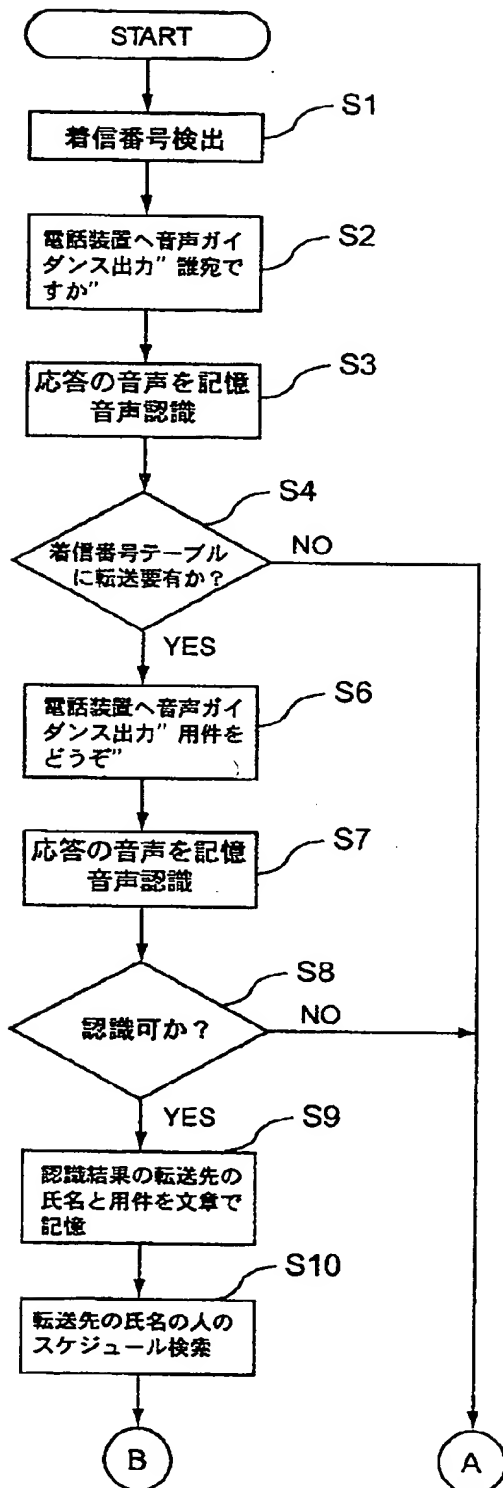 START
S1
着信番号検出
S2
電話装置へ音声ガイ
ダンス出力”誰宛で
すか”
S3
応答の音声を記憶
音声認識
S4
着信番号テーブル
に転送要有か？
NO
YES
S6
電話装置へ音声ガイ
ダンス出力”用件を
どうぞ”
S7
応答の音声を記憶
音声認識
S8
認識可か？
NO
YES
S9
認識結果の転送先の
氏名と用件を文章で
記憶
S10
転送先の氏名の人の
スケジュール検索
B
A